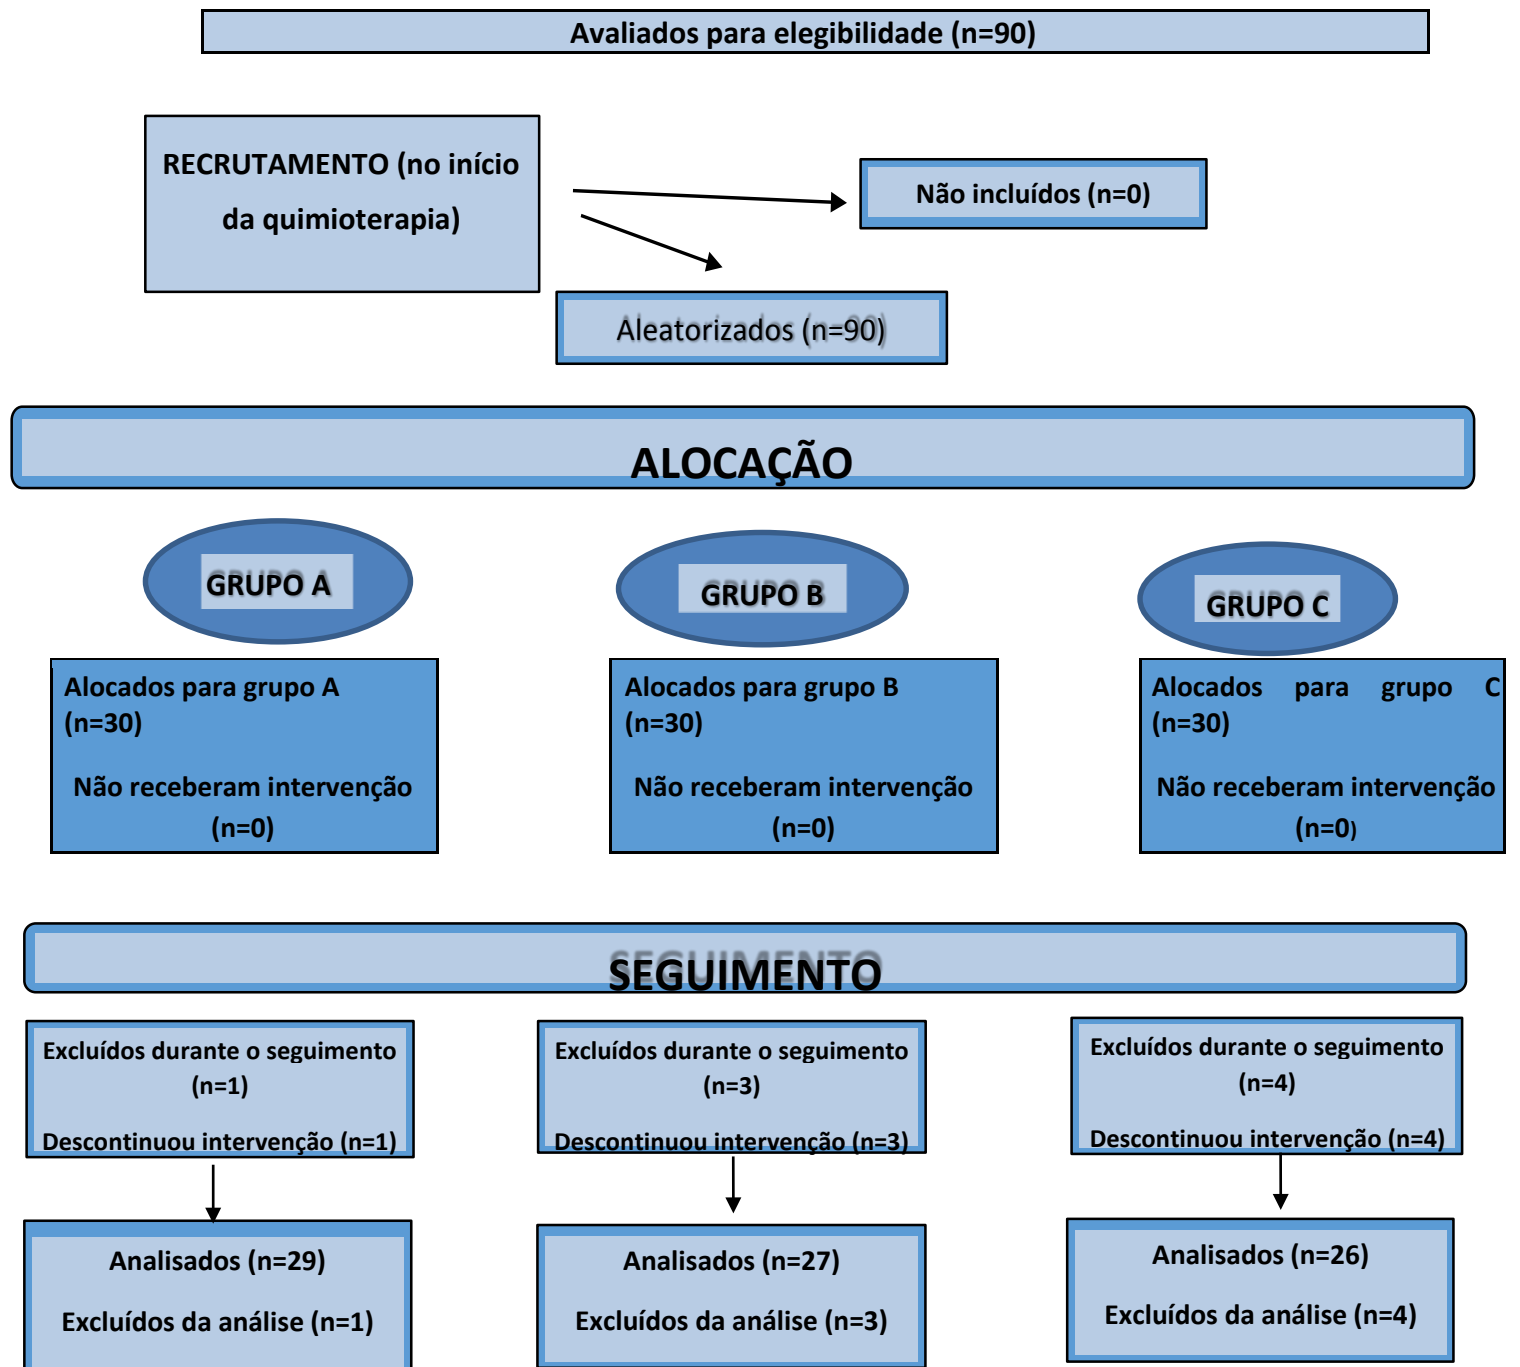 Avaliados para elegibilidade (n=90)
RECRUTAMENTO (no início
da quimioterapia)
Não incluídos (n=0)
Aleatorizados (n=90)
ALOCAÇÃO
GRUPO A
GRUPO B
GRUPO C
Alocados para grupo A
(n=30)
Não receberam intervenção
(n=0)
Alocados para grupo B
(n=30)
Não receberam intervenção
(n=0)
Alocados para grupo C
(n=30)
Não receberam intervenção
(n=0)
SEGUIMENTO
Excluídos durante o seguimento
(n=1)
Descontinuou intervenção (n=1)
Excluídos durante o seguimento
(n=3)
Descontinuou intervenção (n=3)
Excluídos durante o seguimento
(n=4)
Descontinuou intervenção (n=4)
Analisados (n=29)
Excluídos da análise (n=1)
Analisados (n=27)
Excluídos da análise (n=3)
Analisados (n=26)
Excluídos da análise (n=4)